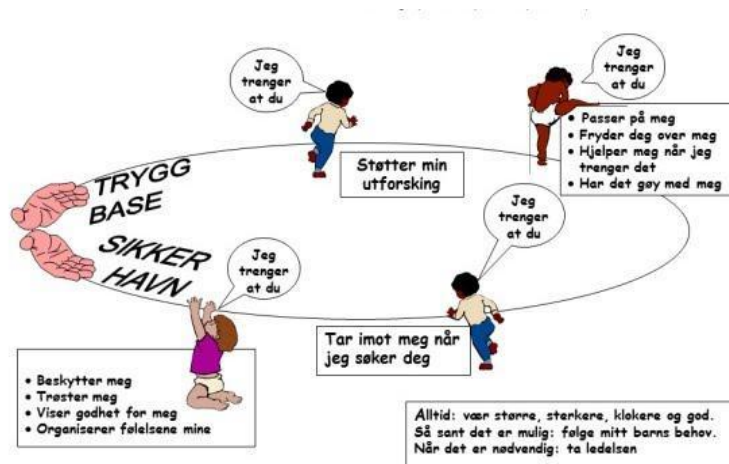 Jeg
trenger
at du
Jeg
trenger
at du
• Passer på meg
• Fryder deg over meg
• Hjelper meg når jeg
trenger det
• Har det gøy med meg
Støtter min
utforsking
TRYGG
BASE
SIKKER
HAVN
Jeg
trenger
at du
Jeg
trenger
at du
Tar imot meg når
jeg søker deg
• Beskytter meg
• Trøster meg
• Viser godhet for meg
• Organiserer følelsene mine
Alltid: vær større, sterkere, klokere og god.
Så sant det er mulig: følge mitt barns behov.
Når det er nødvendig: ta ledelsen